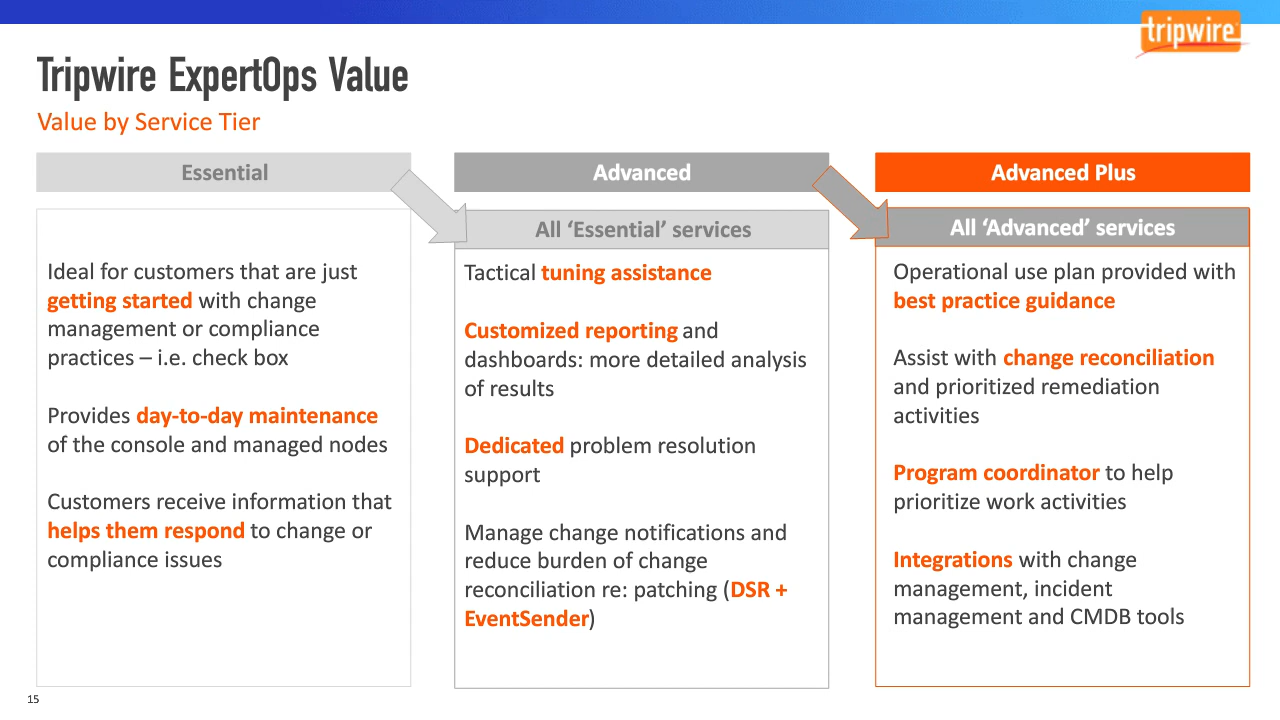 tripwire
Tripwire ExpertOps Value
Value by Service Tier
Essential
Ideal for customers that are just
getting started with change
management or compliance
practices – i.e. check box
Provides day-to-day maintenance
of the console and managed nodes
Customers receive information that
helps them respond to change or
compliance issues
Advanced
All ‘Essential’ services
Tactical tuning assistance
Customized reporting and
dashboards: more detailed analysis
of results
Dedicated problem resolution
support
Manage change notifications and
reduce burden of change
reconciliation re: patching (DSR +
EventSender)
Advanced Plus
All ‘Advanced’ services
Operational use plan provided with
best practice guidance
Assist with change reconciliation
and prioritized remediation
activities
Program coordinator to help
prioritize work activities
Integrations with change
management, incident
management and CMDB tools
15